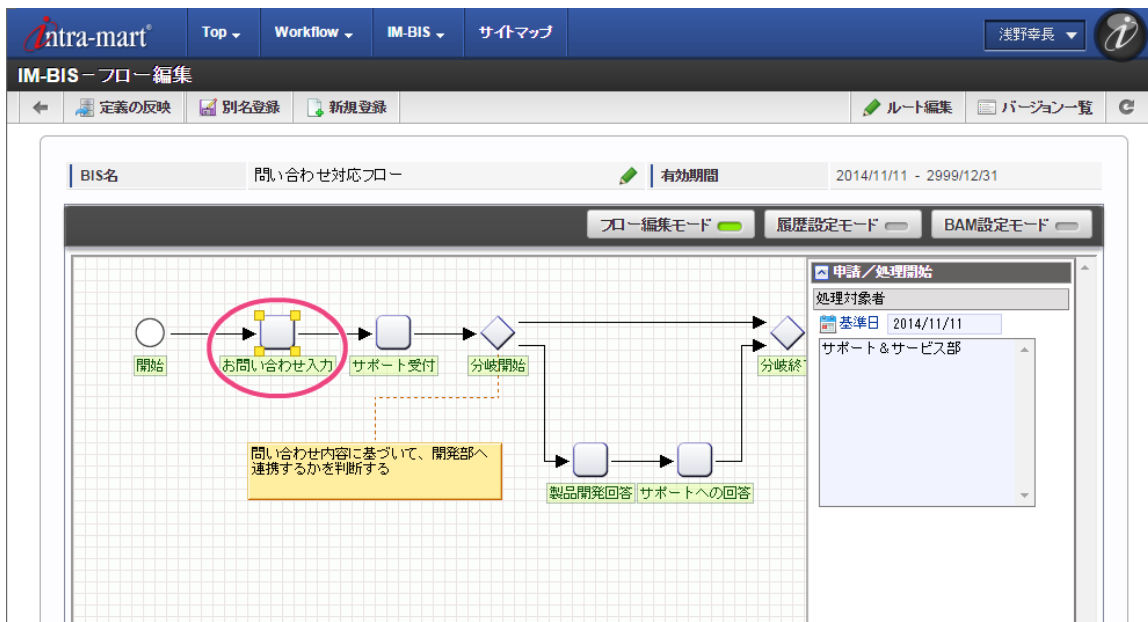 intra-mart®
Top Workflow IM-BIS サイトマップ
浅野幸長
IM-BIS－フロー編集
定義の反映 別名登録 新規登録 ルート編集 バージョン一覧
BIS名 問い合わせ対応フロー 有効期間 2014/11/11 - 2999/12/31
フロー編集モード 履歴設定モード BAM設定モード
申請／処理開始
処理対象者
基準日 2014/11/11
サポート＆サービス部
開始 お問い合わせ入力 サポート受付 分岐開始 分岐終
問い合わせ内容に基づいて、開発部へ
連携するかを判断する
製品開発回答 サポートへの回答